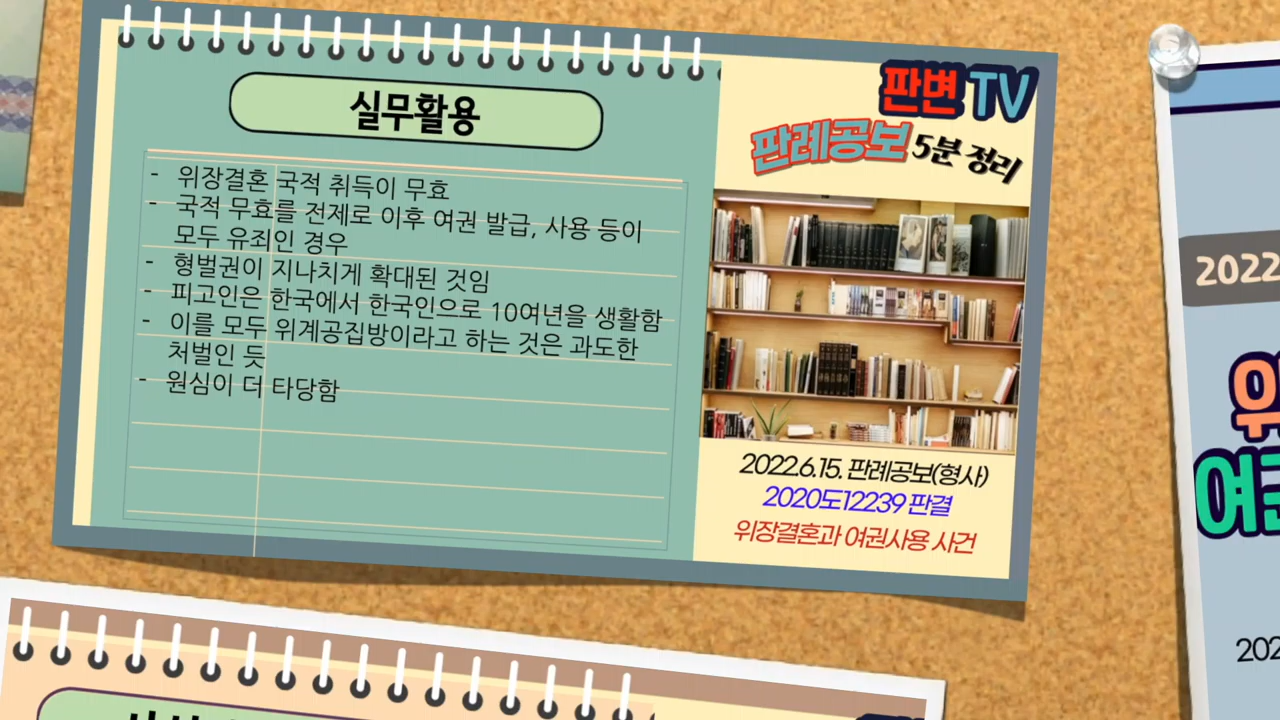 실무활용
- 위장결혼 국적 취득이 무효
- 국적 무효를 전제로 이후 여권 발급, 사용 등이
모두 유죄인 경우
- 형벌권이 지나치게 확대된 것임
- 피고인은 한국에서 한국인으로 10여년을 생활함
- 이를 모두 위계공집방이라고 하는 것은 과도한
처벌인 듯
- 원심이 더 타당함
판변 TV
판례공보 5분 정리
2022.6.15. 판례공보(형사)
2020도12239 판결
위장결혼과 여권사용 사건
2022
위
여권
202